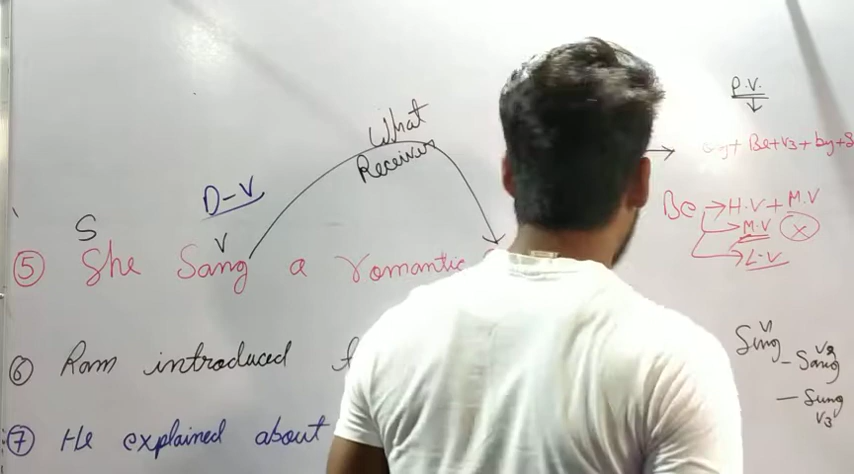 P.V.
What
Receiver
+ Be+V3 + by + S
D-V
Be → H.V + M.V
M.V X
L.V
S
V
⑤ She Sang a romantic
V1
Sing
V2
- Sang
- Sung
V3
⑥ Ram introduced
⑦ He explained about